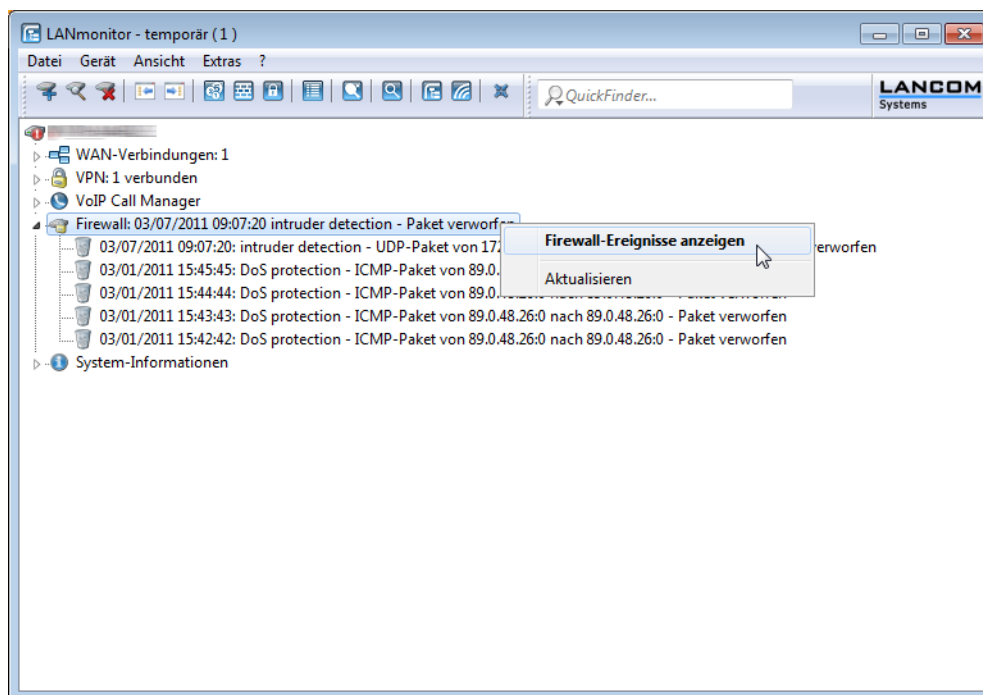 LANmonitor - temporär ( 1 )
Datei Gerät Ansicht Extras ?
QuickFinder...
LANCOM
Systems
WAN-Verbindungen: 1
VPN: 1 verbunden
VoIP Call Manager
Firewall: 03/07/2011 09:07:20 intruder detection - Paket
03/07/2011 09:07:20: intruder detection - UDP-Paket von
Firewall-Ereignisse anzeigen
Aktualisieren
03/01/2011 15:45:45: DoS protection - ICMP-Paket von 89.0.
03/01/2011 15:44:44: DoS protection - ICMP-Paket von - Paket verworfen
03/01/2011 15:43:43: DoS protection - ICMP-Paket von 89.0.48.26:0 nach 89.0.48.26:0 - Paket verworfen
03/01/2011 15:42:42: DoS protection - ICMP-Paket von 89.0.48.26:0 nach 89.0.48.26:0 - Paket verworfen
System-Informationen